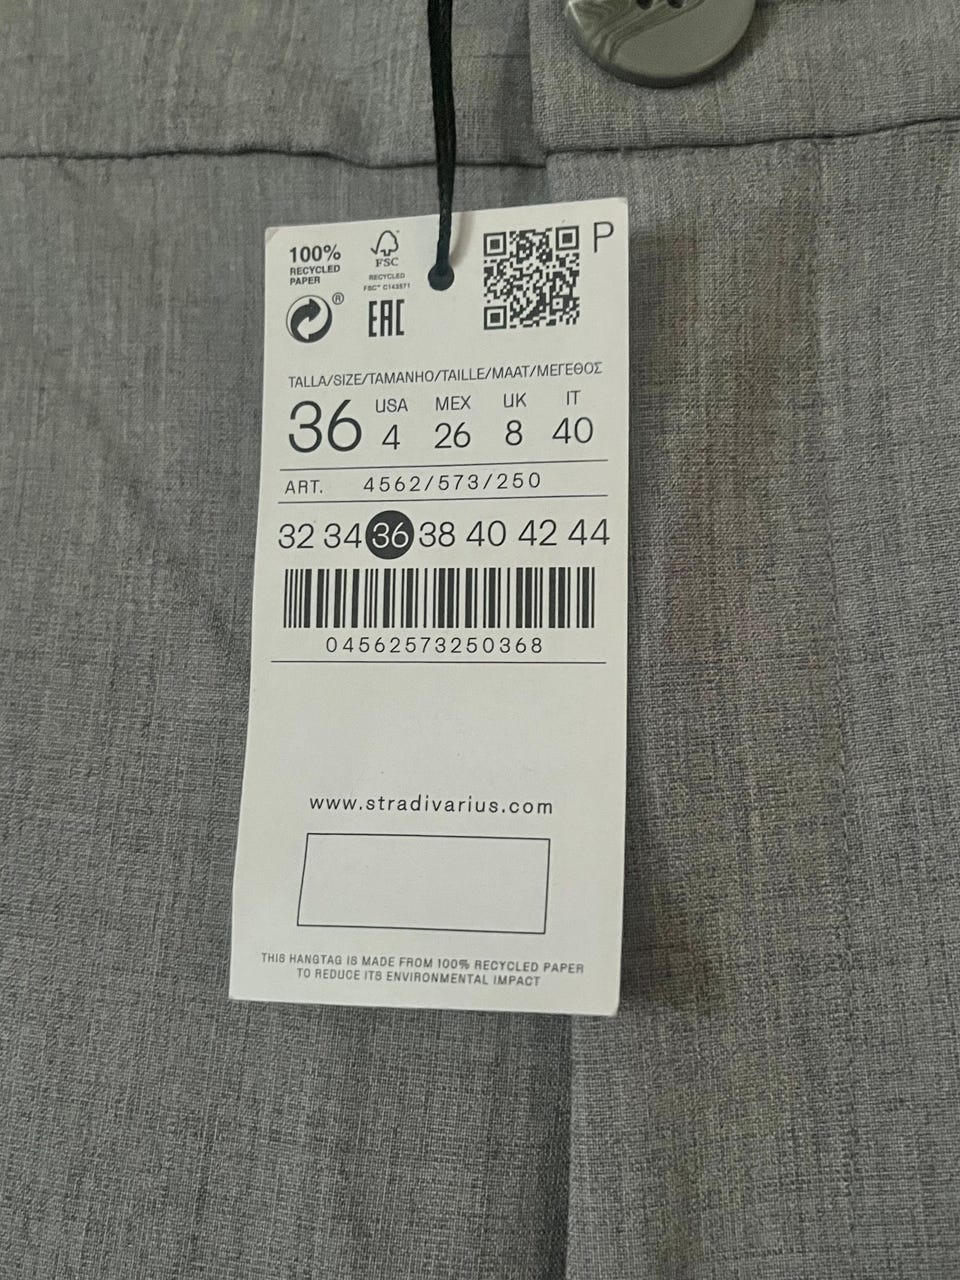 100%
RECYCLED
PAPER
FSC
RECYCLED
FSC™ C143571
®
EAC
P
TALLA/SIZE/TAMANHO/TAILLE/MAAT/ΜΕΓΕΘΟΣ
36 USA 4 MEX 26 UK 8 IT 40
ART. 4562/573/250
32 34 36 38 40 42 44
04562573250368
www.stradivarius.com
THIS HANGTAG IS MADE FROM 100% RECYCLED PAPER
TO REDUCE ITS ENVIRONMENTAL IMPACT